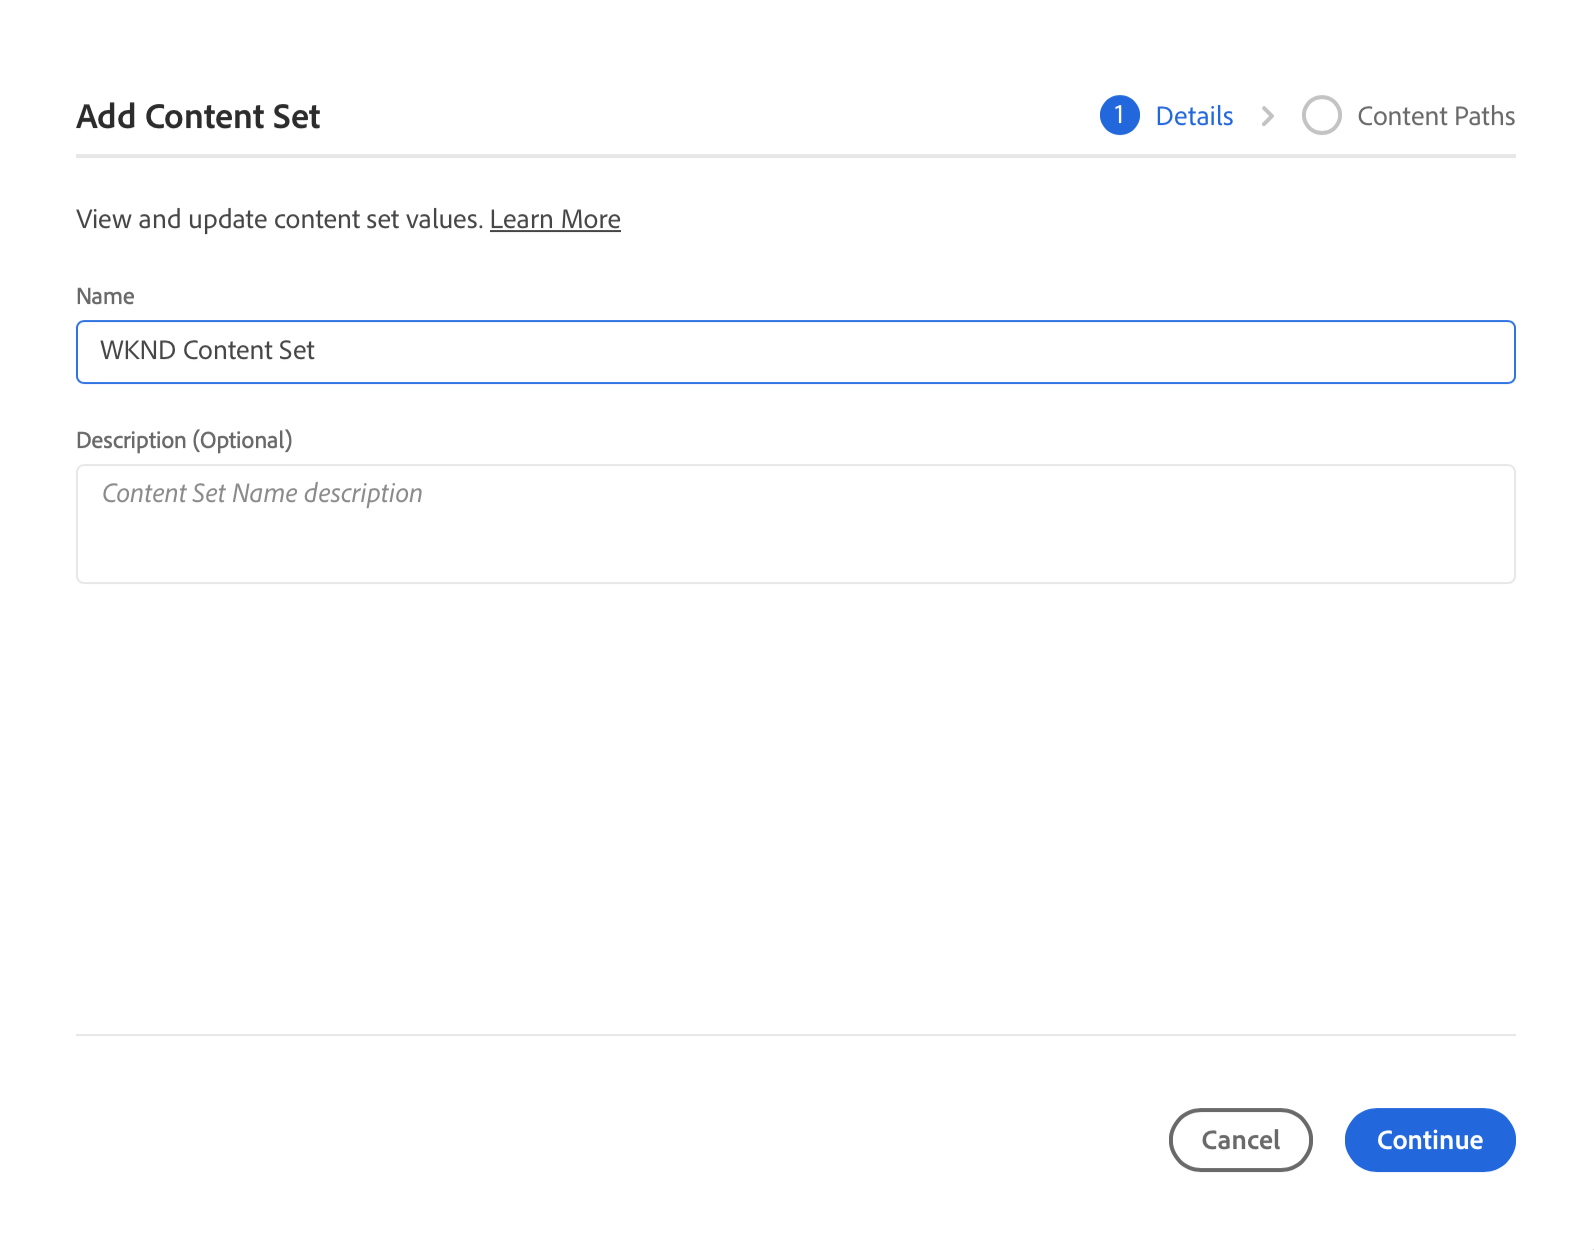 Add Content Set
1 Details > Content Paths
View and update content set values. Learn More
Name
WKND Content Set
Description (Optional)
Content Set Name description
Cancel
Continue